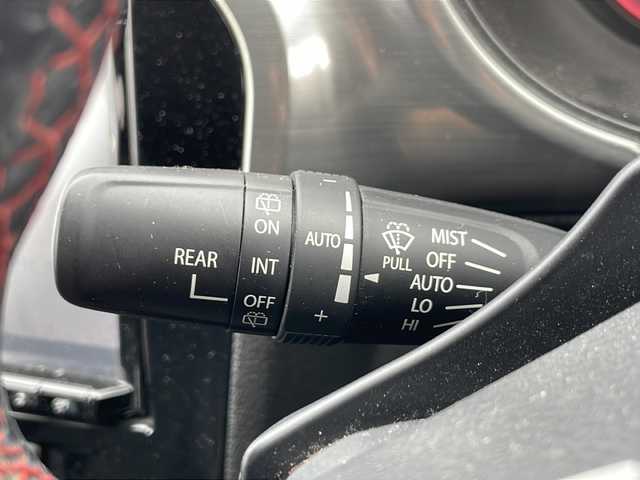 REAR
ON
INT
OFF
−
AUTO
+
PULL
MIST
OFF
AUTO
LO
HI